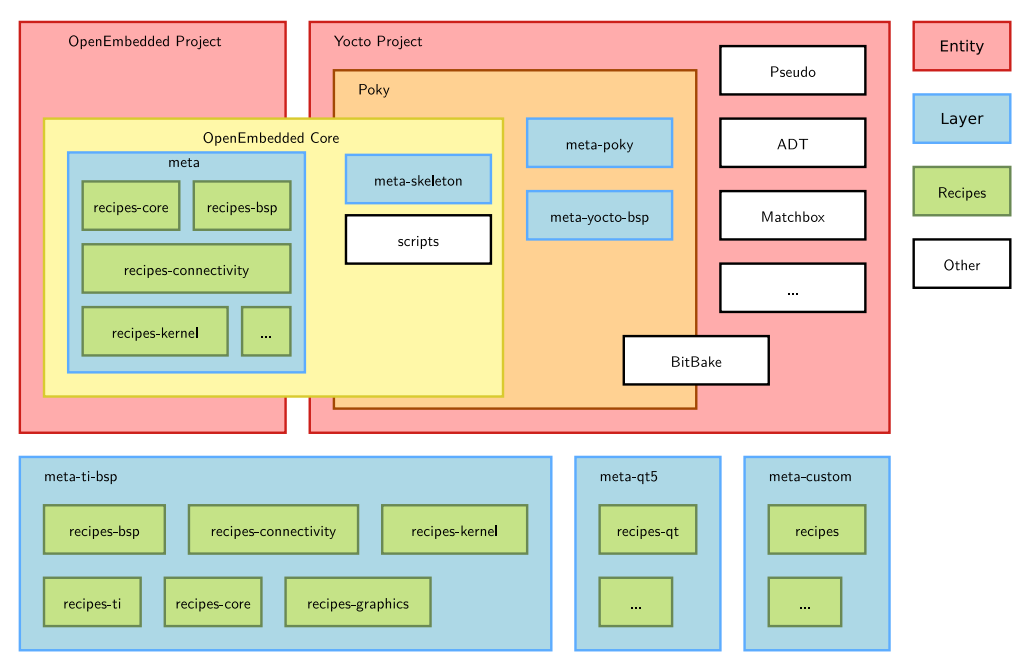 OpenEmbedded Project
Yocto Project
Entity
Pseudo
Poky
Layer
OpenEmbedded Core
meta-poky
ADT
meta
meta-skeleton
recipes-core
recipes-bsp
Recipes
meta-yocto-bsp
Matchbox
scripts
recipes-connectivity
Other
...
recipes-kernel
...
BitBake
meta-ti-bsp
recipes-bsp
recipes-connectivity
recipes-kernel
recipes-ti
recipes-core
recipes-graphics
meta-qt5
recipes-qt
...
meta-custom
recipes
...